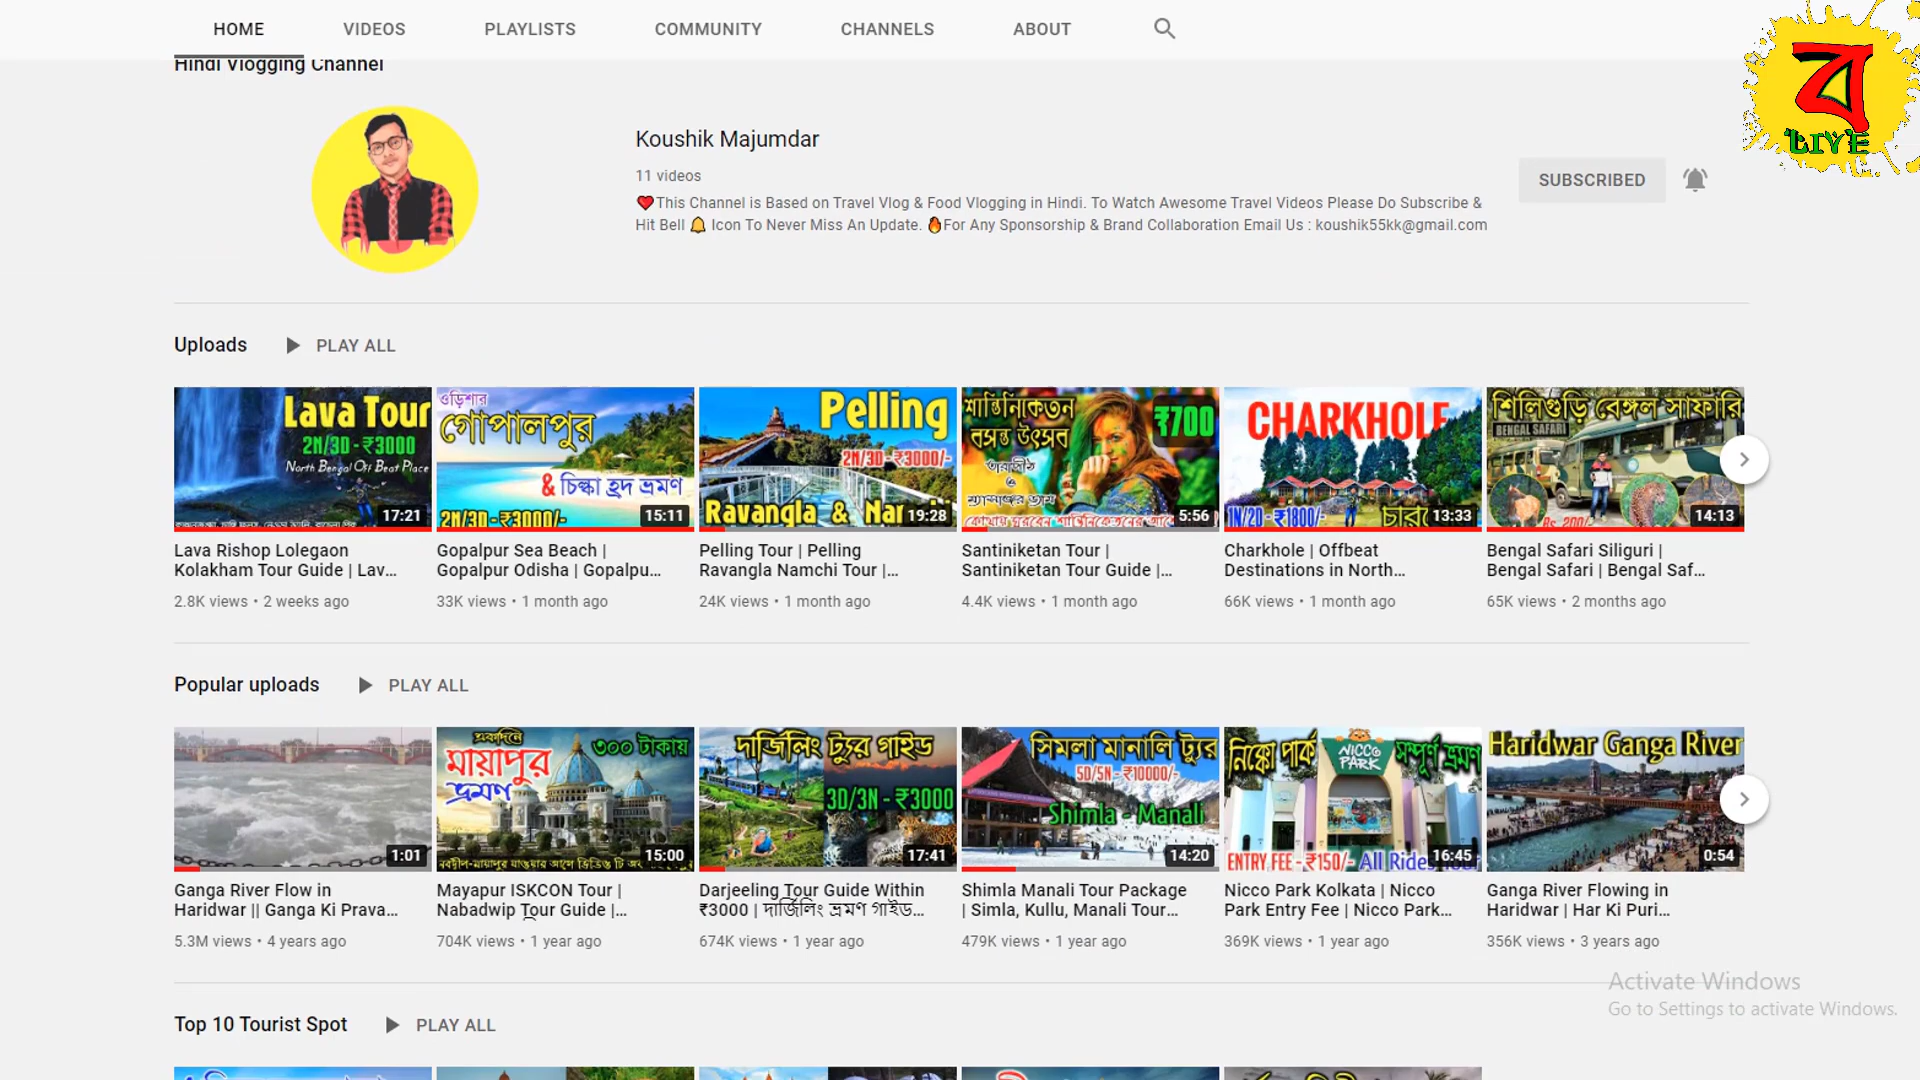 HOME VIDEOS PLAYLISTS COMMUNITY CHANNELS ABOUT
ব
LIVE
Hindi Vlogging Channel
Koushik Majumdar
11 videos
❤️This Channel is Based on Travel Vlog & Food Vlogging in Hindi. To Watch Awesome Travel Videos Please Do Subscribe &
Hit Bell 🔔 Icon To Never Miss An Update. 🔥For Any Sponsorship & Brand Collaboration Email Us : koushik55kk@gmail.com
SUBSCRIBED
Uploads PLAY ALL
Lava Tour
2N/3D - ₹3000
North Bengal Off Beat Place
17:21
ওড়িশার
গোপালপুর
& চিল্কা হ্রদ ভ্রমণ
2N/3D - ₹3000/-
15:11
Pelling
2N/3D - ₹3000/-
Ravangla & Nam
19:28
শান্তিনিকেতন
বসন্ত উৎসব
₹700
5:56
CHARKHOLE
1N/2D - ₹1800/-
13:33
শিলিগুড়ি বেঙ্গল সাফারি
BENGAL SAFARI
Rs. 200/-
14:13
Lava Rishop Lolegaon
Kolakham Tour Guide | Lav...
2.8K views • 2 weeks ago
Gopalpur Sea Beach |
Gopalpur Odisha | Gopalpu...
33K views • 1 month ago
Pelling Tour | Pelling
Ravangla Namchi Tour |...
24K views • 1 month ago
Santiniketan Tour |
Santiniketan Tour Guide |...
4.4K views • 1 month ago
Charkhole | Offbeat
Destinations in North...
66K views • 1 month ago
Bengal Safari Siliguri |
Bengal Safari | Bengal Saf...
65K views • 2 months ago
Popular uploads PLAY ALL
1:01
একদিনে
মায়াপুর
ভ্রমণ
৩০০ টাকায়
15:00
দার্জিলিং ট্যুর গাইড
3D/3N - ₹3000
17:41
সিমলা মানালি ট্যুর
5D/5N - ₹10000/-
Shimla - Manali
14:20
নিক্কো পার্ক
NICCO
PARK
সম্পূর্ণ ভ্রমণ
ENTRY FEE - ₹150/- All Rides
16:45
Haridwar Ganga River
0:54
Ganga River Flow in
Haridwar || Ganga Ki Prava...
5.3M views • 4 years ago
Mayapur ISKCON Tour |
Nabadwip Tour Guide |...
704K views • 1 year ago
Darjeeling Tour Guide Within
₹3000 | দার্জিলিং ভ্রমণ গাইড...
674K views • 1 year ago
Shimla Manali Tour Package
| Simla, Kullu, Manali Tour...
479K views • 1 year ago
Nicco Park Kolkata | Nicco
Park Entry Fee | Nicco Park...
369K views • 1 year ago
Ganga River Flowing in
Haridwar | Har Ki Puri...
356K views • 3 years ago
Activate Windows
Go to Settings to activate Windows.
Top 10 Tourist Spot PLAY ALL